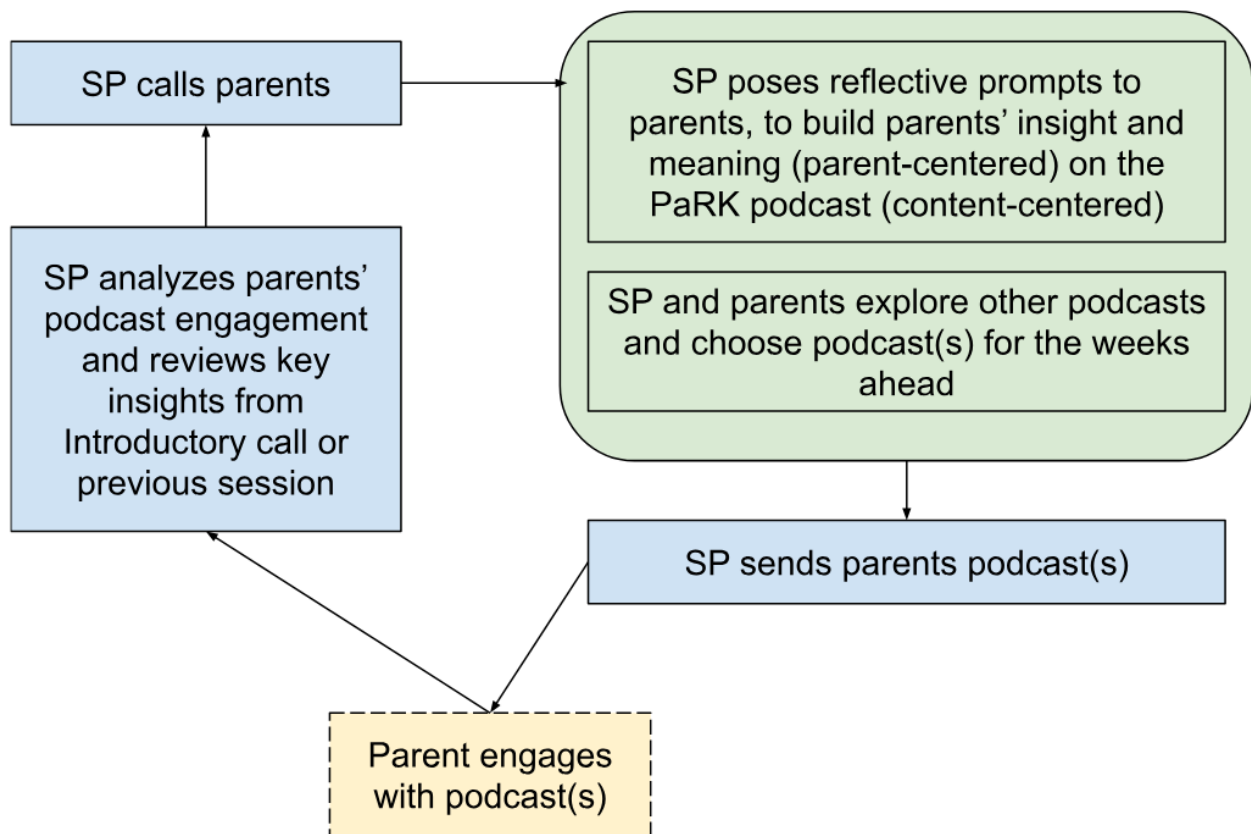 SP calls parents
SP poses reflective prompts to
parents, to build parents’ insight and
meaning (parent-centered) on the
PaRK podcast (content-centered)
SP and parents explore other podcasts
and choose podcast(s) for the weeks
ahead
SP analyzes parents’
podcast engagement
and reviews key
insights from
Introductory call or
previous session
SP sends parents podcast(s)
Parent engages
with podcast(s)